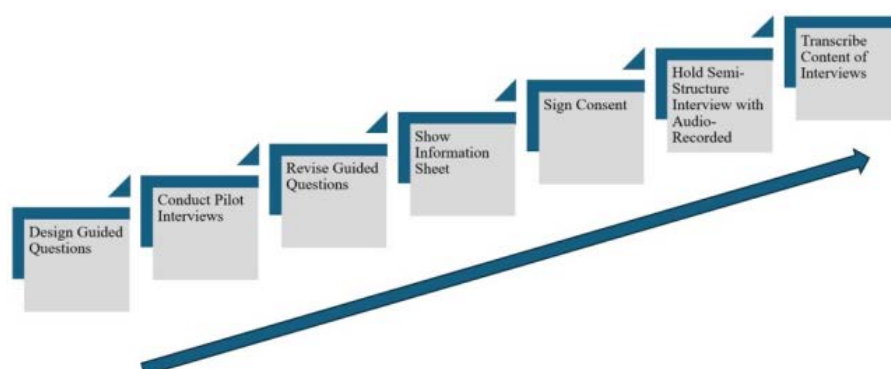 Design Guided
Questions
Conduct Pilot
Interviews
Revise Guided
Questions
Show
Information
Sheet
Sign Consent
Hold Semi-
Structure
Interview with
Audio-
Recorded
Transcribe
Content of
Interviews